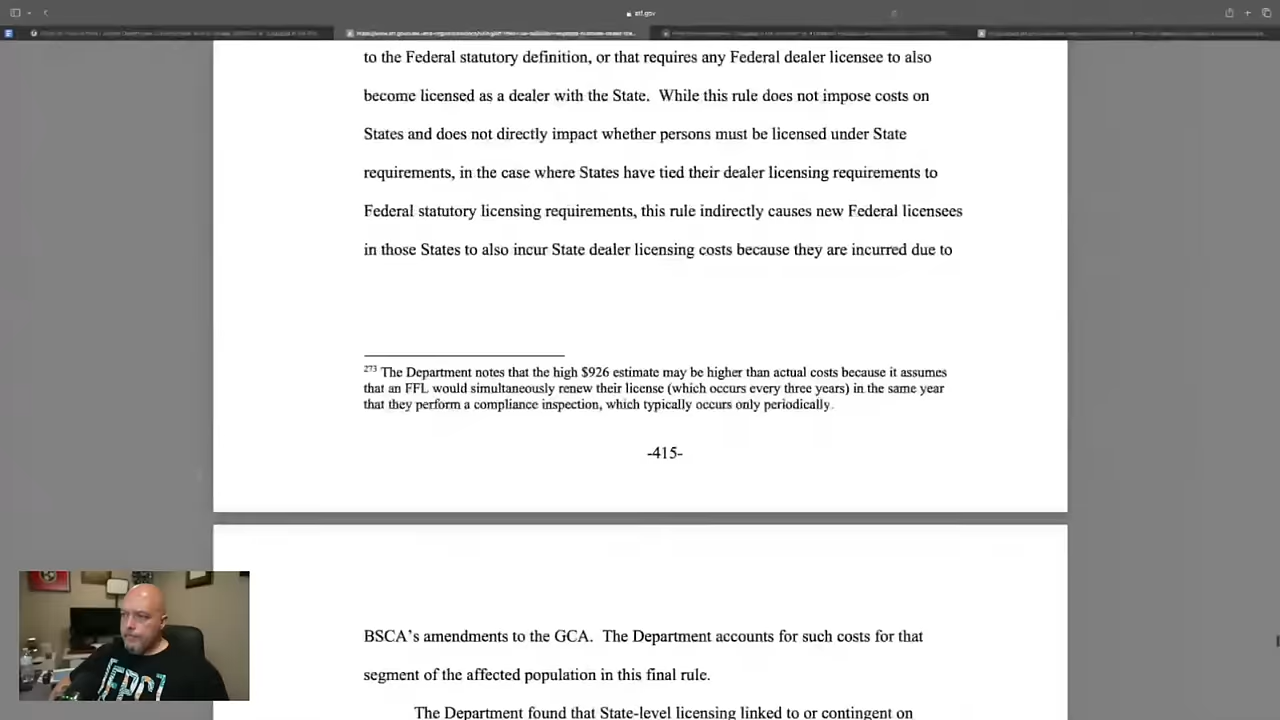 atf.gov
to the Federal statutory definition, or that requires any Federal dealer licensee to also
become licensed as a dealer with the State.  While this rule does not impose costs on
States and does not directly impact whether persons must be licensed under State
requirements, in the case where States have tied their dealer licensing requirements to
Federal statutory licensing requirements, this rule indirectly causes new Federal licensees
in those States to also incur State dealer licensing costs because they are incurred due to
273 The Department notes that the high $926 estimate may be higher than actual costs because it assumes
that an FFL would simultaneously renew their license (which occurs every three years) in the same year
that they perform a compliance inspection, which typically occurs only periodically.
-415-
BSCA's amendments to the GCA.  The Department accounts for such costs for that
segment of the affected population in this final rule.
The Department found that State-level licensing linked to or contingent on